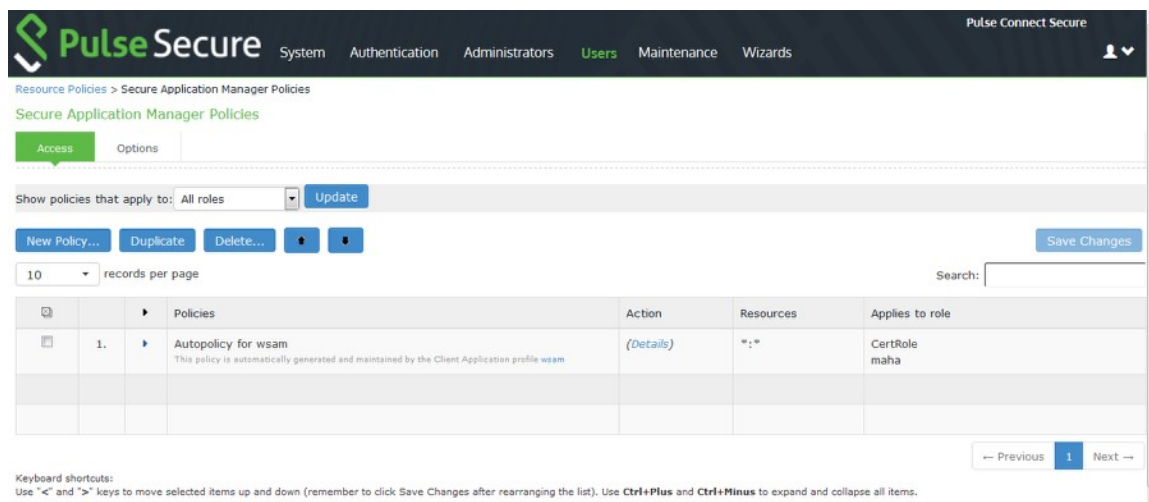 Pulse Connect Secure
Pulse Secure System Authentication Administrators Users Maintenance Wizards
Resource Policies > Secure Application Manager Policies
Secure Application Manager Policies
Access Options
Show policies that apply to: All roles Update
New Policy... Duplicate Delete... Save Changes
10 records per page Search:
Policies Action Resources Applies to role
1. Autopolicy for wsam (Details) *:* CertRole
This policy is automatically generated and maintained by the Client Application profile wsam maha
← Previous 1 Next →
Keyboard shortcuts:
Use "<" and ">" keys to move selected items up and down (remember to click Save Changes after rearranging the list). Use Ctrl+Plus and Ctrl+Minus to expand and collapse all items.